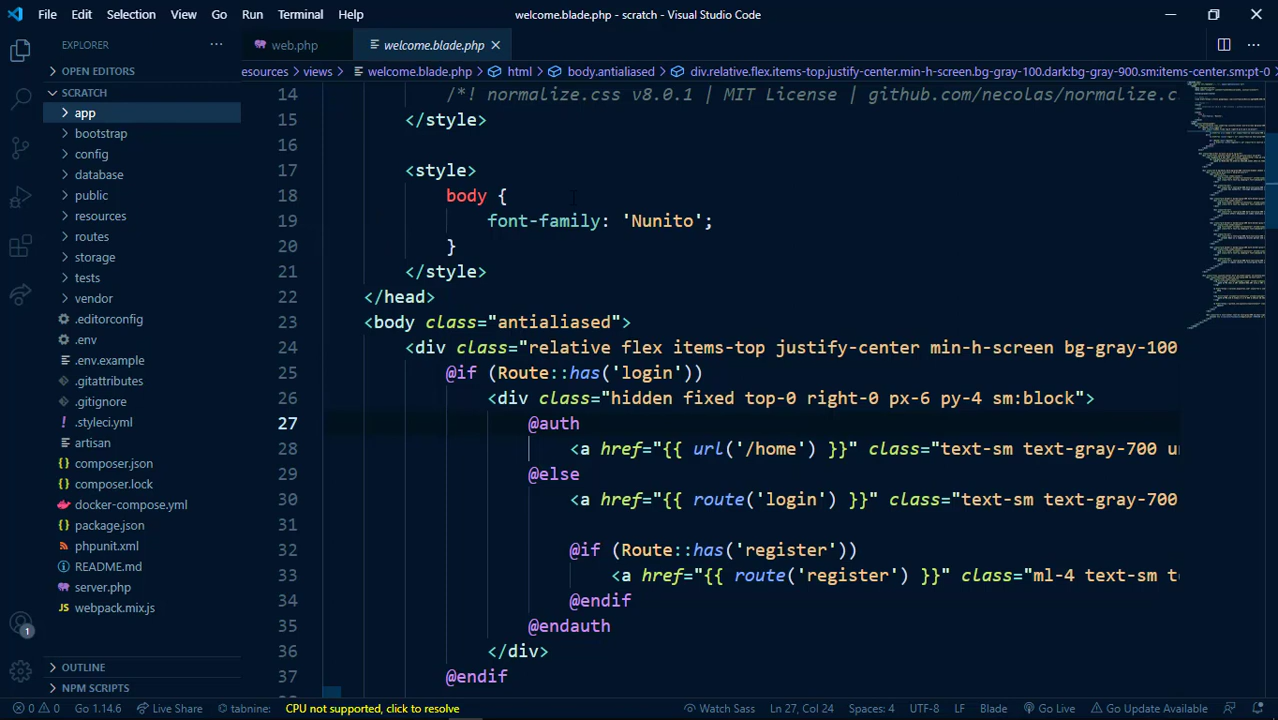 File Edit Selection View Go Run Terminal Help welcome.blade.php - scratch - Visual Studio Code
EXPLORER ··· web.php welcome.blade.php
OPEN EDITORS esources > views > welcome.blade.php > html > body.antialiased > div.relative.flex.items-top.justify-center.min-h-screen.bg-gray-100.dark:bg-gray-900.sm:items-center.sm:pt-0 >
SCRATCH
app
bootstrap
config
database
public
resources
routes
storage
tests
vendor
.editorconfig
.env
.env.example
.gitattributes
.gitignore
.styleci.yml
artisan
composer.json
composer.lock
docker-compose.yml
package.json
phpunit.xml
README.md
server.php
webpack.mix.js
OUTLINE
NPM SCRIPTS
14 /*! normalize.css v8.0.1 | MIT License | github.com/necolas/normalize.c
15 </style>
16
17 <style>
18 body {
19 font-family: 'Nunito';
20 }
21 </style>
22 </head>
23 <body class="antialiased">
24 <div class="relative flex items-top justify-center min-h-screen bg-gray-100
25 @if (Route::has('login'))
26 <div class="hidden fixed top-0 right-0 px-6 py-4 sm:block">
27 @auth
28 <a href="{{ url('/home') }}" class="text-sm text-gray-700 u
29 @else
30 <a href="{{ route('login') }}" class="text-sm text-gray-700
31
32 @if (Route::has('register'))
33 <a href="{{ route('register') }}" class="ml-4 text-sm t
34 @endif
35 @endauth
36 </div>
37 @endif
1
0 0 Go 1.14.6 Live Share tabnine: CPU not supported, click to resolve Watch Sass Ln 27, Col 24 Spaces: 4 UTF-8 LF Blade Go Live Go Update Available